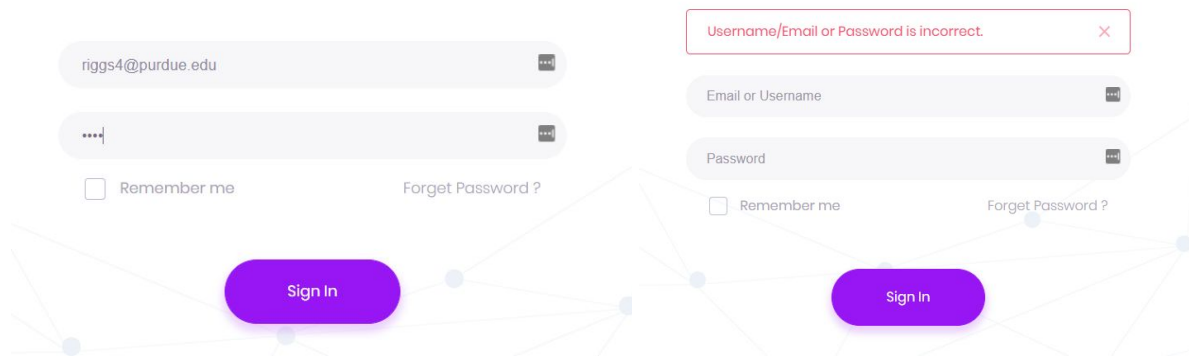 riggs4@purdue.edu
••••
Remember me
Forget Password ?
Sign In
Username/Email or Password is incorrect.
Email or Username
Password
Remember me
Forget Password ?
Sign In